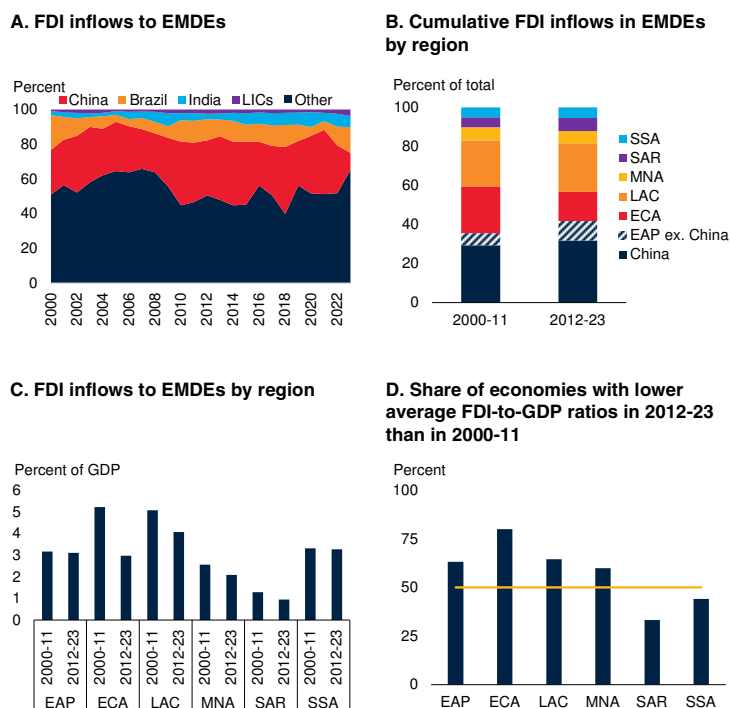 A. FDI inflows to EMDEs
Percent
China Brazil India LICs Other
100
80
60
40
20
0
2000 2002 2004 2006 2008 2010 2012 2014 2016 2018 2020 2022
B. Cumulative FDI inflows in EMDEs
by region
Percent of total
100
80
60
40
20
0
SSA
SAR
MNA
LAC
ECA
EAP ex. China
China
2000-11 2012-23
C. FDI inflows to EMDEs by region
Percent of GDP
6
5
4
3
2
1
0
2000-11 2012-23 2000-11 2012-23 2000-11 2012-23 2000-11 2012-23 2000-11 2012-23 2000-11 2012-23
EAP ECA LAC MNA SAR SSA
D. Share of economies with lower
average FDI-to-GDP ratios in 2012-23
than in 2000-11
Percent
100
75
50
25
0
EAP ECA LAC MNA SAR SSA